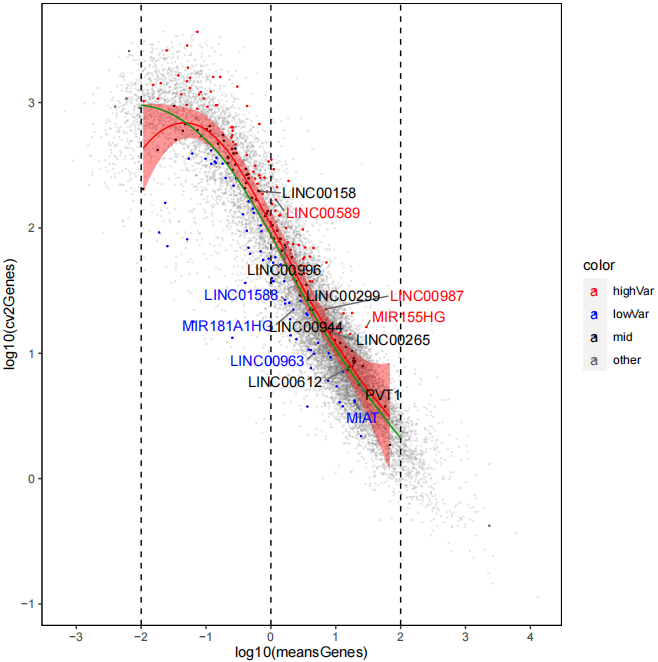 3
2
1
0
−1
−3
−2
−1
0
1
2
3
4
log10(cv2Genes)
log10(meansGenes)
LINC00158
LINC00589
LINC00996
LINC01588
LINC00299
LINC00987
MIR155HG
MIR181A1HG
LINC00944
LINC00265
LINC00963
LINC00612
PVT1
MIAT
color
a highVar
a lowVar
a mid
a other